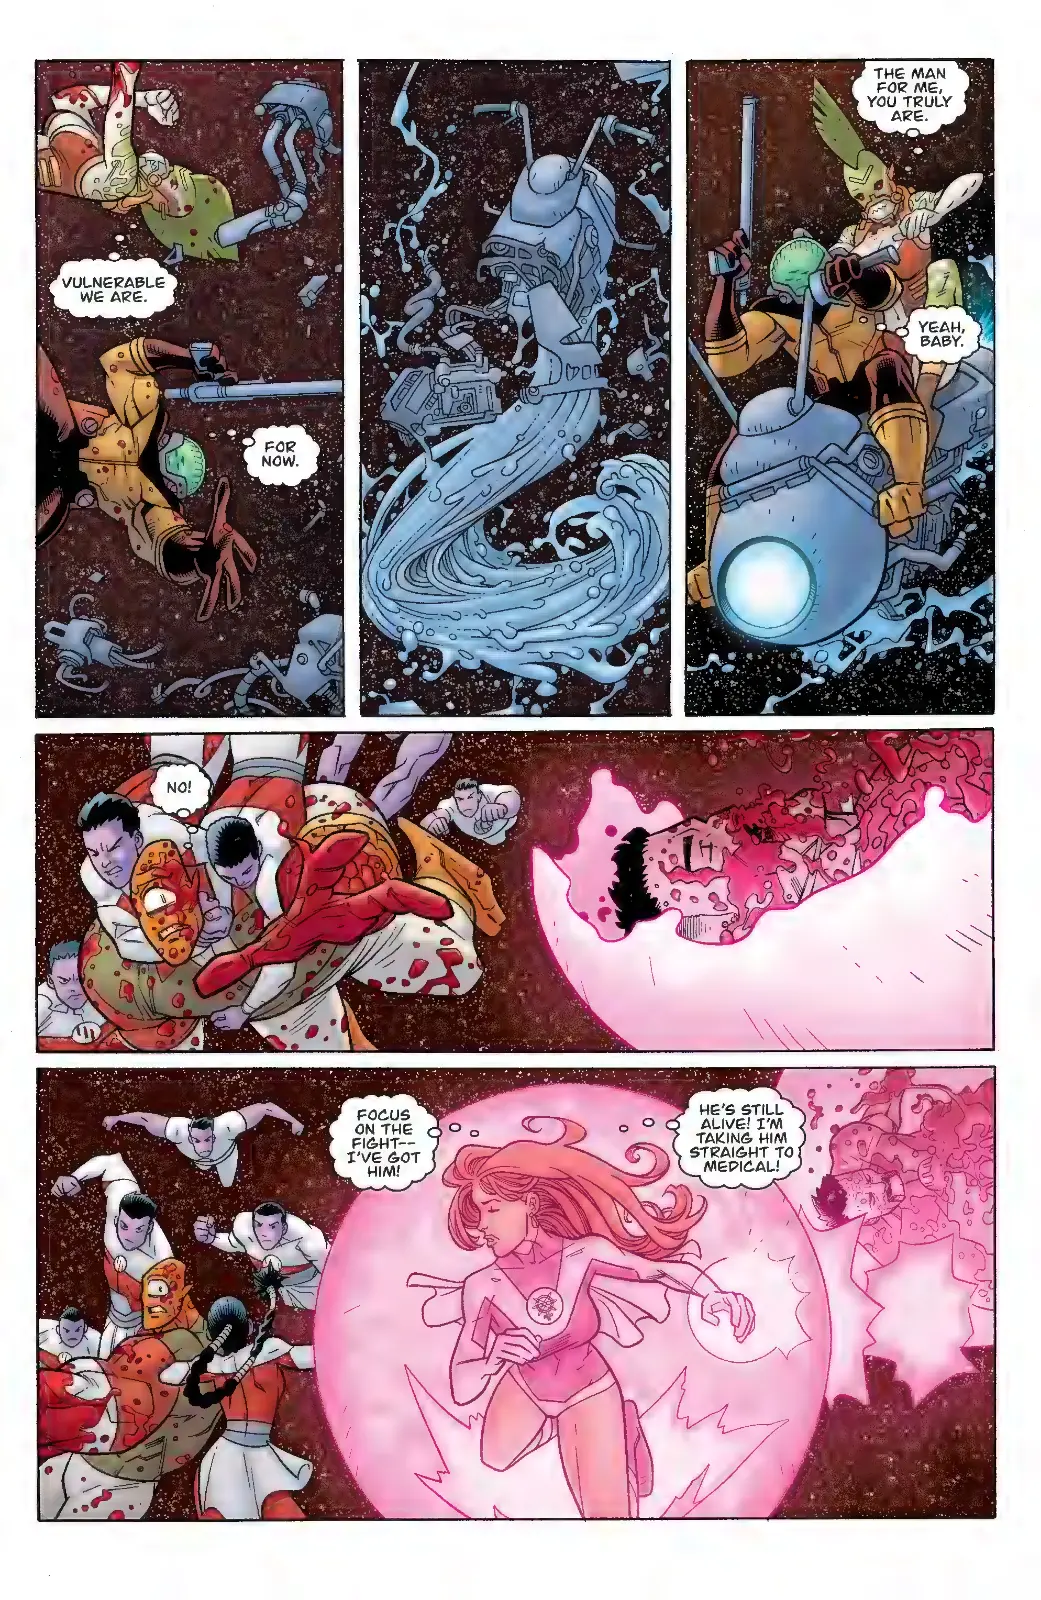 VULNERABLE
WE ARE.
FOR
NOW.
THE MAN
FOR ME,
YOU TRULY
ARE.
YEAH,
BABY.
NO!
FOCUS
ON THE
FIGHT--
I'VE GOT
HIM!
HE'S STILL
ALIVE! I'M
TAKING HIM
STRAIGHT TO
MEDICAL!